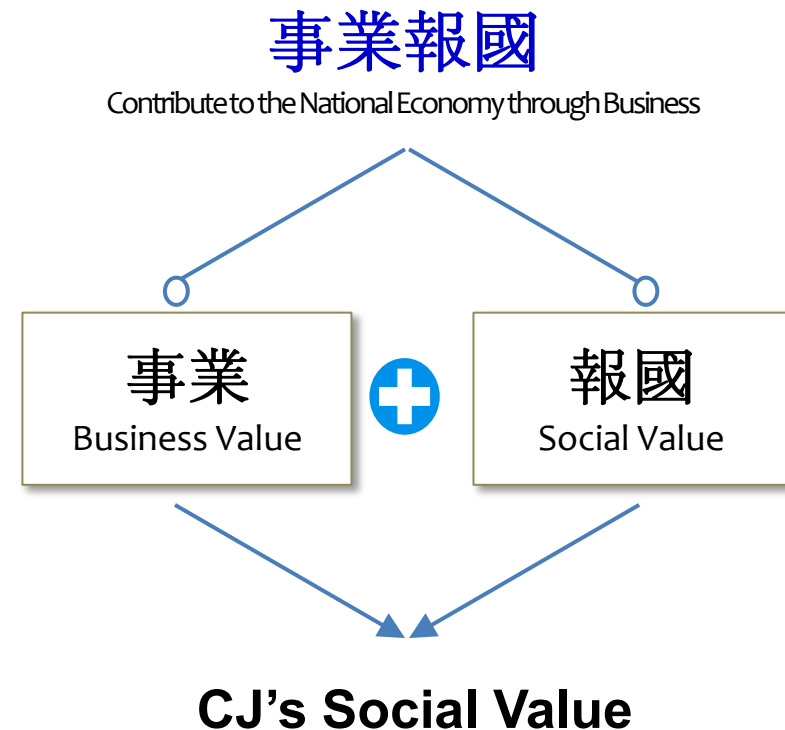 事業報國
Contribute to the National Economy through Business
事業
Business Value
報國
Social Value
CJ’s Social Value